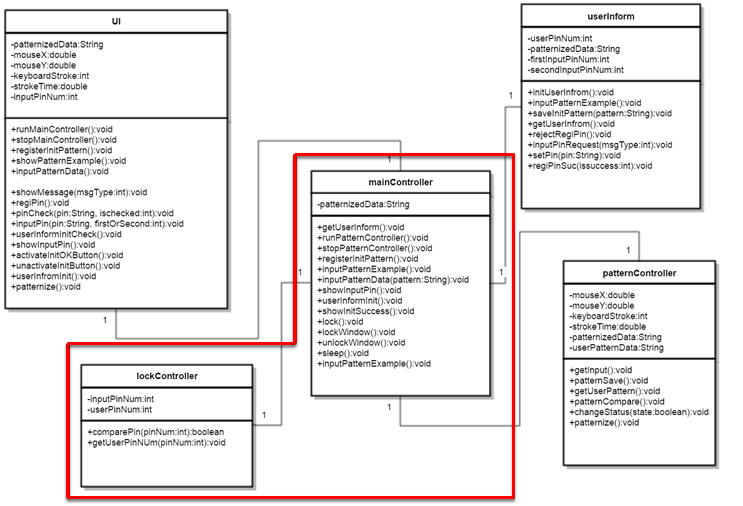 UI
-patternizedData:String
-mouseX:double
-mouseY:double
-keyboardStroke:int
-strokeTime:double
-inputPinNum:int
+runMainController():void
+stopMainController():void
+registerInitPattern():void
+showPatternExample():void
+inputPatternData():void
+showMessage(msgType:int):void
+regiPin():void
+pinCheck(pin:String, ischecked:int):void
+inputPin(pin:String, firstOrSecond:int):void
+userInformInitCheck():void
+showInputPin():void
+activateInitOKButton():void
+unactivateInitButton():void
+userInfromInit():void
+patternize():void
1
userInform
-userPinNum:int
-patternizedData:String
-firstInputPinNum:int
-secondInputPinNum:int
+initUserInfrom():void
+inputPatternExample():void
+saveInitPattern(pattern:String):void
+getUserInfrom():void
+rejectRegiPin():void
+inputPinRequest(msgType:int):void
+setPin(pin:String):void
+regiPinSuc(issuccess:int):void
1
1
mainController
-patternizedData:String
+getUserInform():void
+runPatternController():void
+stopPatternController():void
+registerInitPattern():void
+inputPatternExample():void
+inputPatternData(pattern:String):void
+showInputPin():void
+userInformInit():void
+showInitSuccess():void
+lock():void
+lockWindow():void
+unlockWindow():void
+sleep():void
+inputPatternExample():void
1
1
1
1
patternController
-mouseX:double
-mouseY:double
-keyboardStroke:int
-strokeTime:double
-patternizedData:String
-userPatternData:String
+getInput():void
+patternSave():void
+getUserPattern():void
+patternCompare():void
+changeStatus(state:boolean):void
+patternize():void
lockController
-inputPinNum:int
-userPinNum:int
+comparePin(pinNum:int):boolean
+getUserPinNUm(pinNum:int):void
1